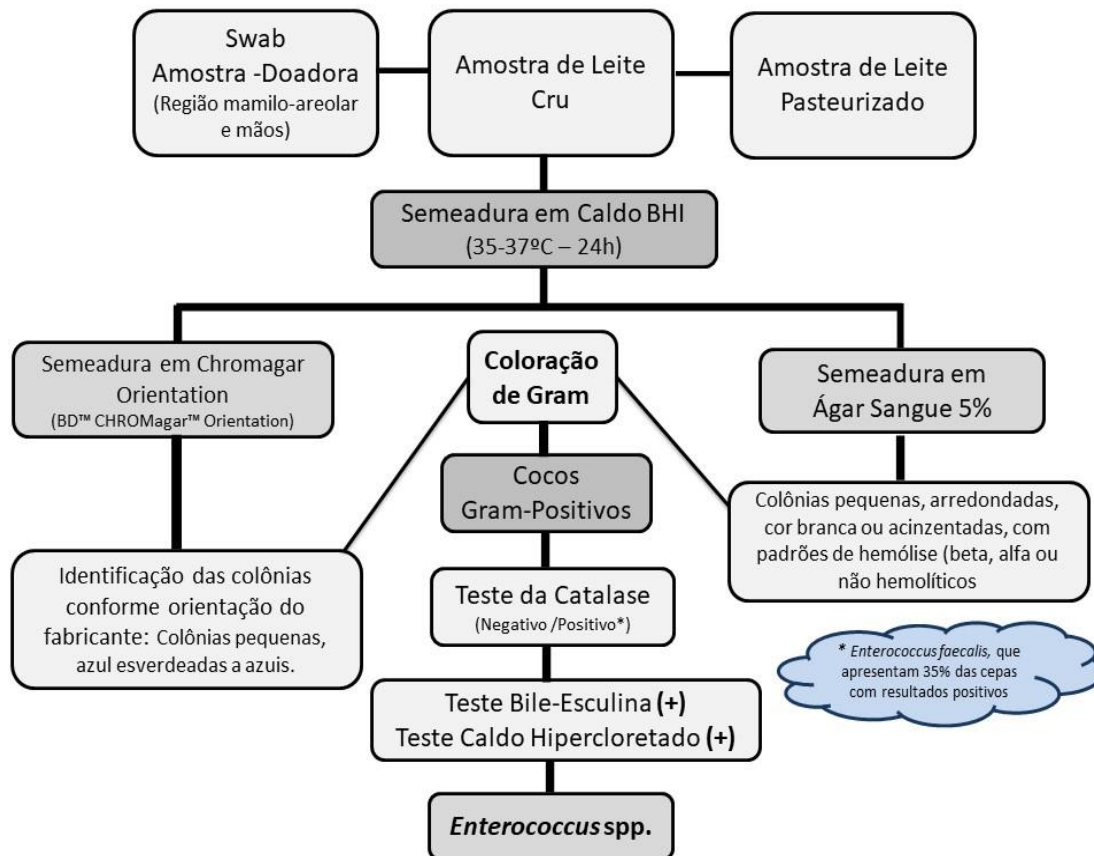 Swab
Amostra -Doadora
(Região mamilo-areolar
e mãos)
Amostra de Leite
Cru
Amostra de Leite
Pasteurizado
Semeadura em Caldo BHI
(35-37ºC – 24h)
Semeadura em Chromagar
Orientation
(BD™ CHROMagar™ Orientation)
Coloração
de Gram
Semeadura em
Ágar Sangue 5%
Cocos
Gram-Positivos
Colônias pequenas, arredondadas,
cor branca ou acinzentadas, com
padrões de hemólise (beta, alfa ou
não hemolíticos
Identificação das colônias
conforme orientação do
fabricante: Colônias pequenas,
azul esverdeadas a azuis.
Teste da Catalase
(Negativo /Positivo*)
* Enterococcus faecalis, que
apresentam 35% das cepas
com resultados positivos
Teste Bile-Esculina (+)
Teste Caldo Hipercloretado (+)
Enterococcus spp.